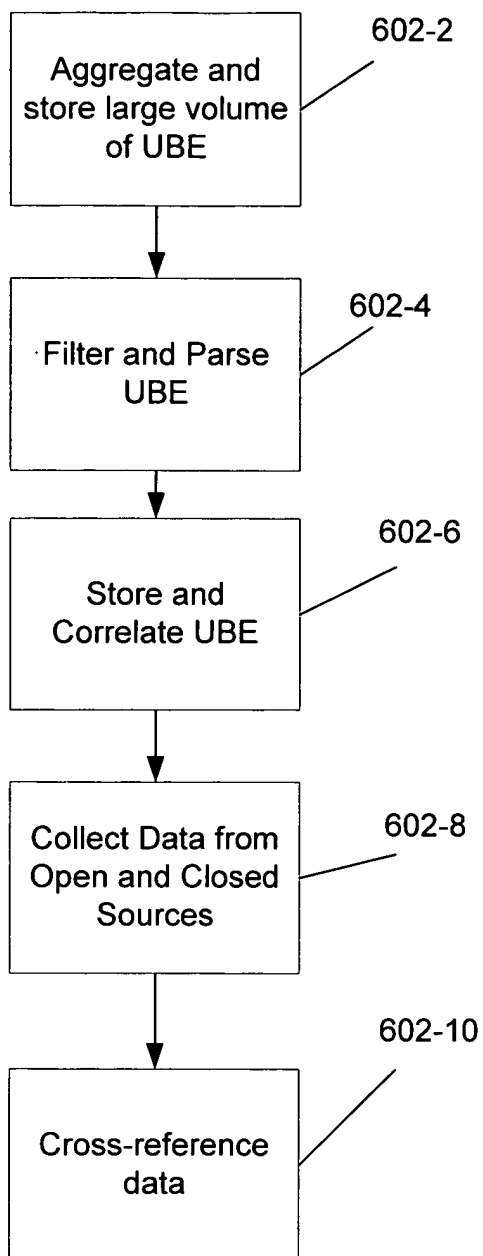 602-2
Aggregate and
store large volume
of UBE
602-4
Filter and Parse
UBE
602-6
Store and
Correlate UBE
602-8
Collect Data from
Open and Closed
Sources
602-10
Cross-reference
data